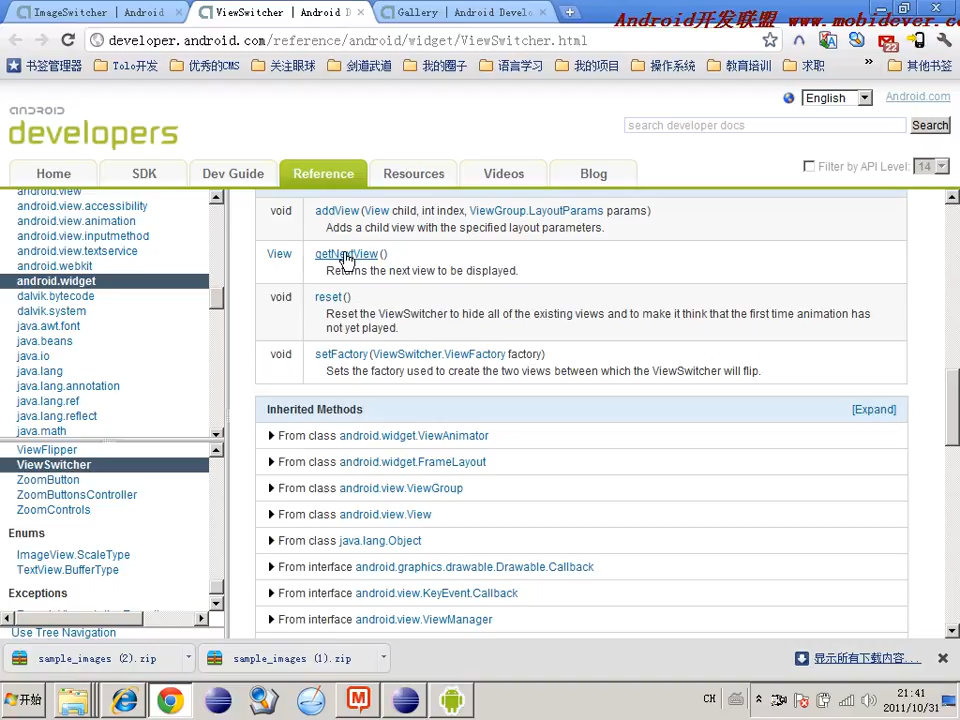 ImageSwitcher | Android
ViewSwitcher | Android D
Gallery | Android Devel
Android开发联盟 www.mobidever.c
developer.android.com/reference/android/widget/ViewSwitcher.html
22
书签管理器 Tolo开发 优秀的CMS 关注眼球 剑道武道 我的圈子 语言学习 我的项目 操作系统 教育培训 求职 » 其他书签
English
Android.com
android
developers
search developer docs
Search
Home SDK Dev Guide Reference Resources Videos Blog
Filter by API Level: 14
android.view
android.view.accessibility
android.view.animation
android.view.inputmethod
android.view.textservice
android.webkit
android.widget
dalvik.bytecode
dalvik.system
java.awt.font
java.beans
java.io
java.lang
java.lang.annotation
java.lang.ref
java.lang.reflect
java.math
ViewFlipper
ViewSwitcher
ZoomButton
ZoomButtonsController
ZoomControls
Enums
ImageView.ScaleType
TextView.BufferType
Exceptions
Use Tree Navigation
void addView(View child, int index, ViewGroup.LayoutParams params)
Adds a child view with the specified layout parameters.
View getNextView()
Returns the next view to be displayed.
void reset()
Reset the ViewSwitcher to hide all of the existing views and to make it think that the first time animation has
not yet played.
void setFactory(ViewSwitcher.ViewFactory factory)
Sets the factory used to create the two views between which the ViewSwitcher will flip.
Inherited Methods [Expand]
From class android.widget.ViewAnimator
From class android.widget.FrameLayout
From class android.view.ViewGroup
From class android.view.View
From class java.lang.Object
From interface android.graphics.drawable.Drawable.Callback
From interface android.view.KeyEvent.Callback
From interface android.view.ViewManager
sample_images (2).zip
sample_images (1).zip
显示所有下载内容...
开始
CH
21:41
2011/10/31